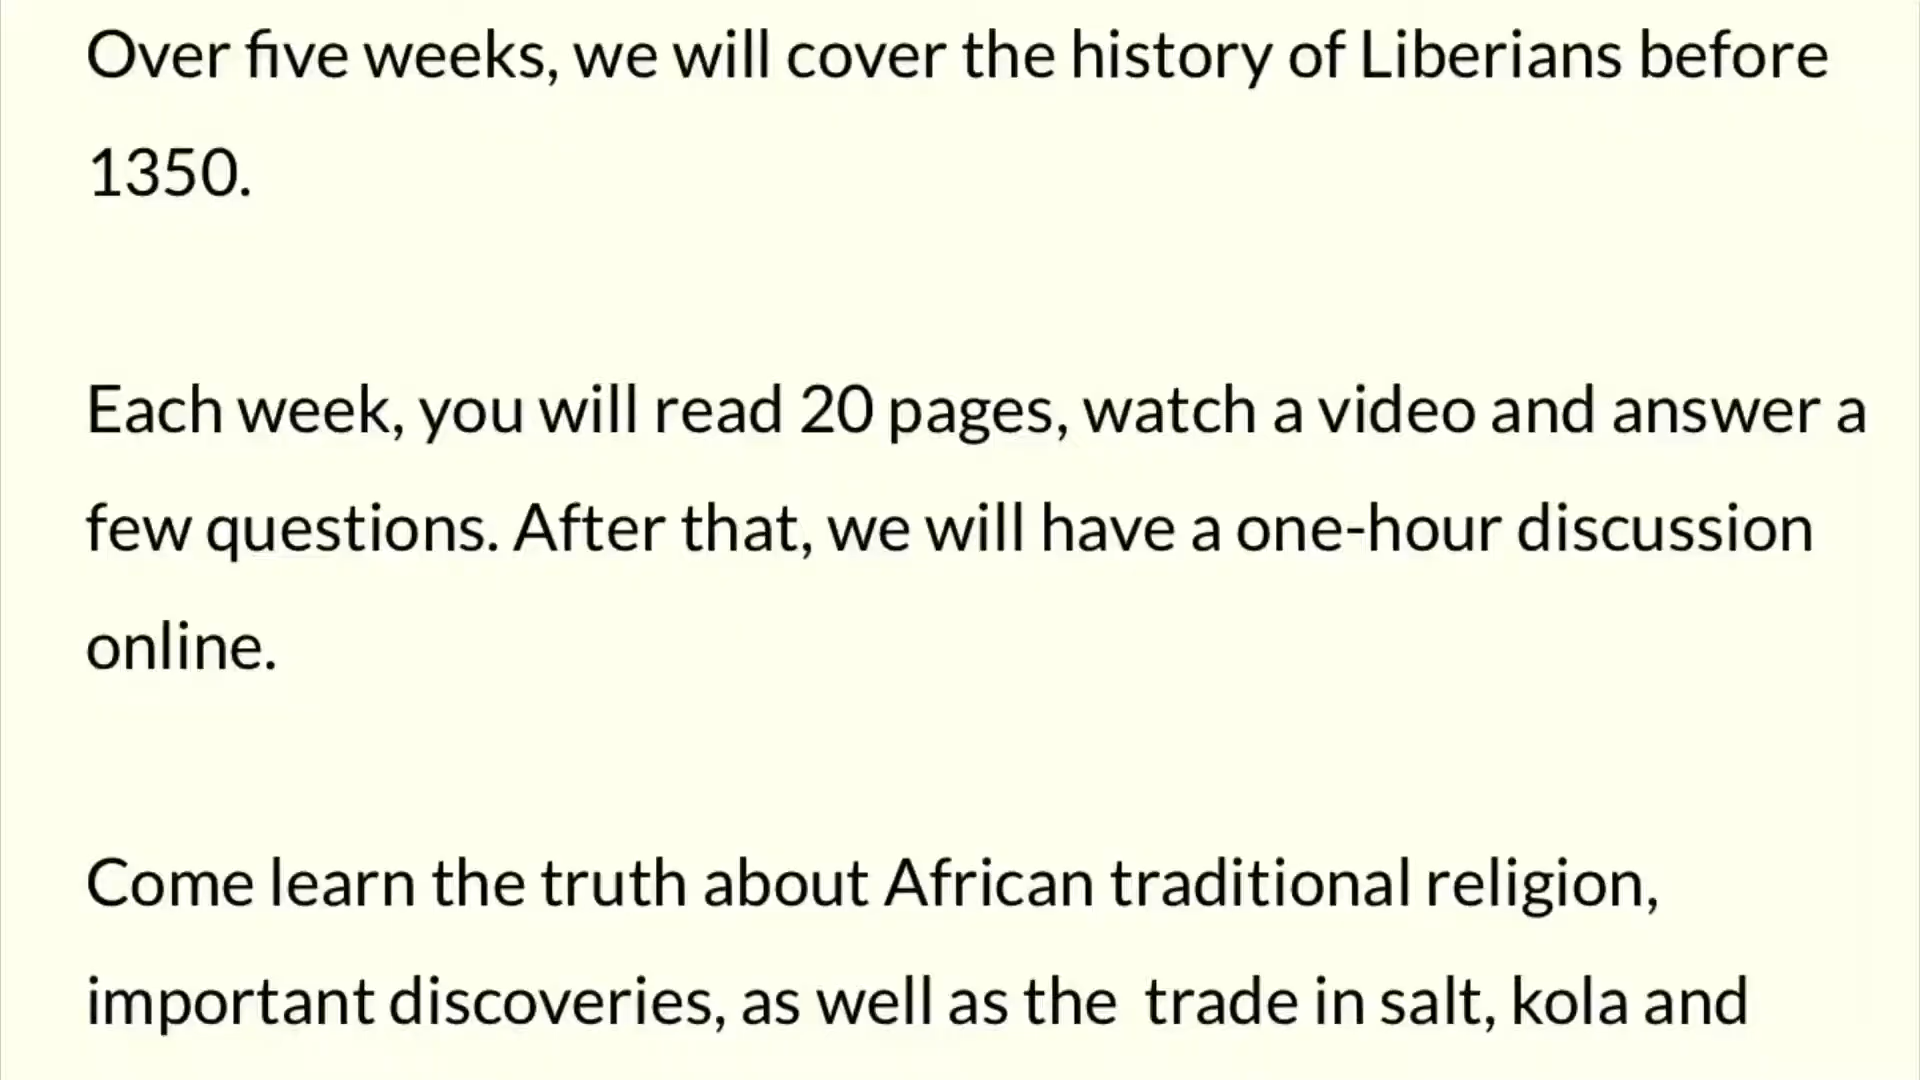 Over five weeks, we will cover the history of Liberians before
1350.
Each week, you will read 20 pages, watch a video and answer a
few questions. After that, we will have a one-hour discussion
online.
Come learn the truth about African traditional religion,
important discoveries, as well as the  trade in salt, kola and